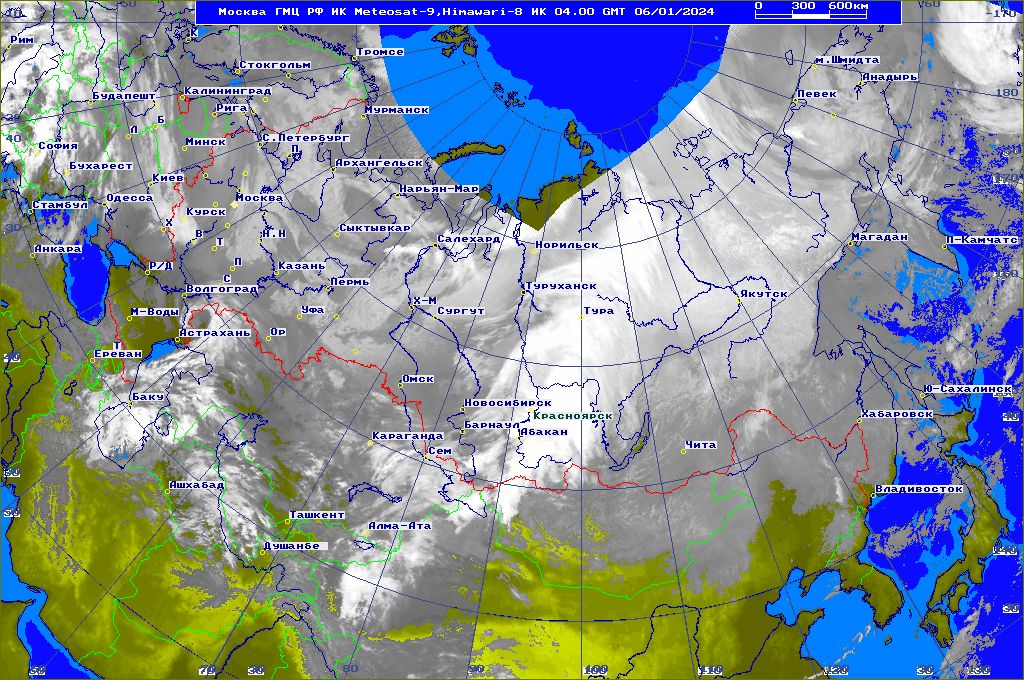 Москва ГМЦ РФ ИК Meteosat-9,Himawari-8 ИК 04.00 GMT 06/01/2024
0 300 600км
60
-170
Рим
Тромсе
м.Шмидта
Стокгольм
Анадырь
180
Будапешт
Калининград
Певек
Рига
Мурманск
Л
Б
40
С.Петербург
София
Минск
П
Бухарест
Архангельск
170
Киев
Нарьян-Мар
Одесса
Москва
Стамбул
Курск
30
Х
В
Н.Н
Сыктывкар
Салехард
Магадан
П-Камчатс
Анкара
Т
Норильск
Р/Д
П
Казань
160
С
Пермь
Волгоград
Туруханск
Якутск
Х-М
М-Воды
Уфа
Сургут
Тура
Астрахань
Ор
Т
Ереван
Омск
Ю-Сахалинск
Баку
Новосибирск
Красноярск
Хабаровск
Барнаул
Абакан
Караганда
Сем
Чита
Ашхабад
Владивосток
Ташкент
Алма-Ата
Душанбе
140
30
50
70
30
80
90
100
110
120
30
130